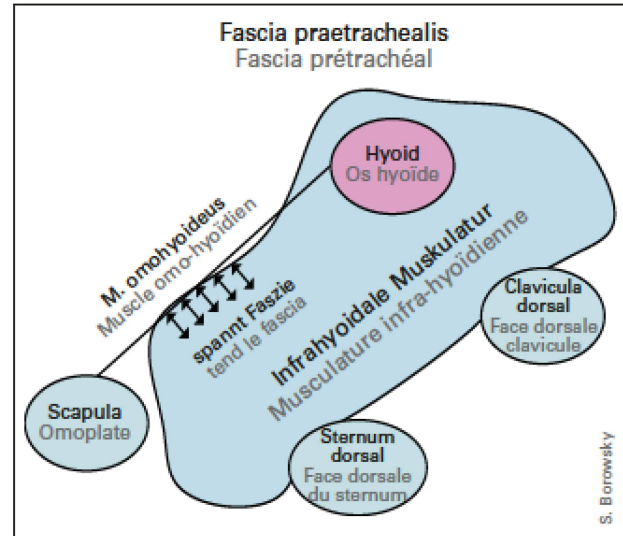 Fascia praetrachealis
Fascia prétrachéal
Hyoid
Os hyoïde
M. omohyoideus
Muscle omo-hyoïdien
spannt Faszie
tend le fascia
Infrahyoidale Muskulatur
Musculature infra-hyoïdienne
Clavicula
dorsal
Face dorsale
clavicule
Scapula
Omoplate
Sternum
dorsal
Face dorsale
du sternum
S. Borowsky